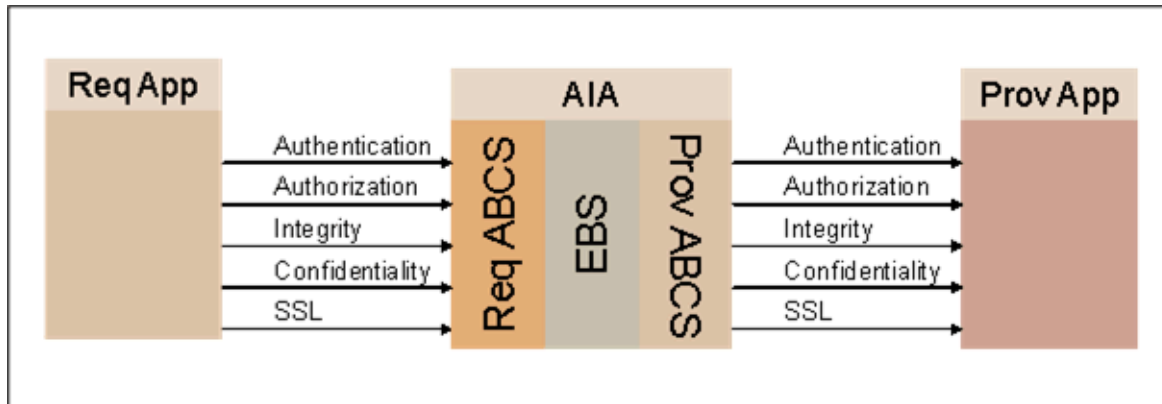 Req App
Authentication
Authorization
Integrity
Confidentiality
SSL
AIA
Req ABCS
EBS
Prov ABCS
Authentication
Authorization
Integrity
Confidentiality
SSL
Prov App